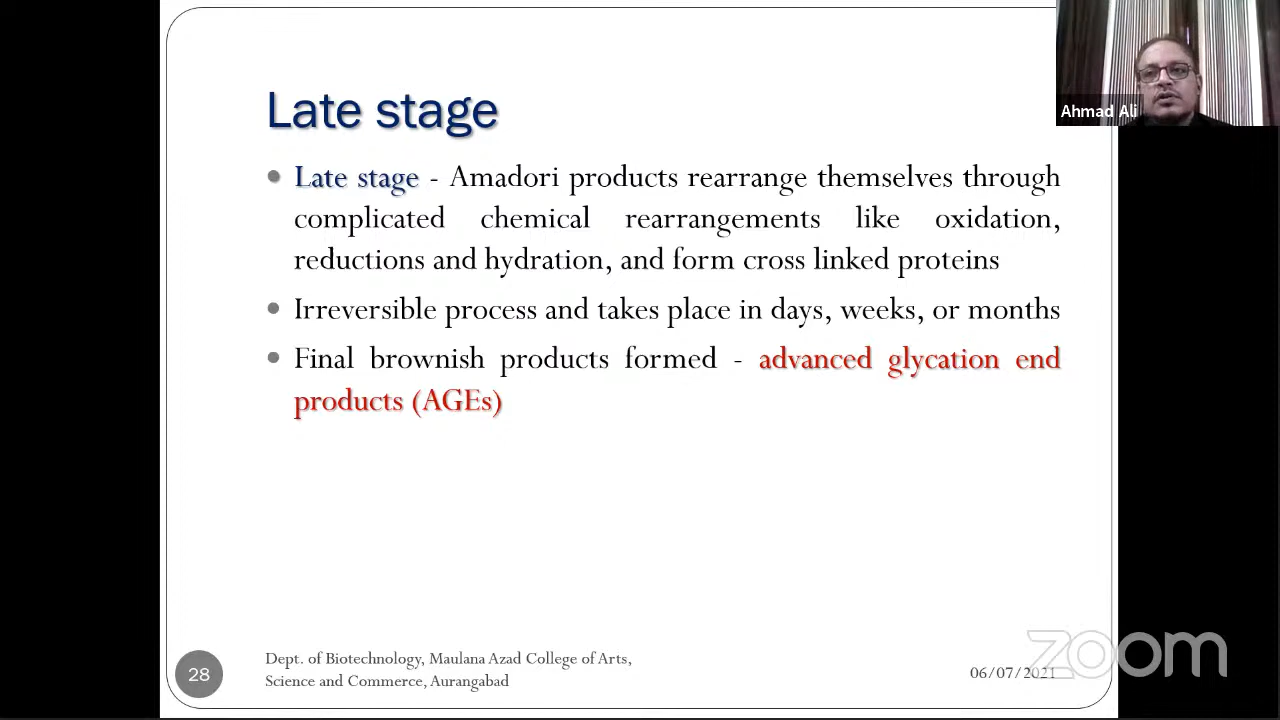 Ahmad Ali
Late stage
Late stage - Amadori products rearrange themselves through
complicated chemical rearrangements like oxidation,
reductions and hydration, and form cross linked proteins
Irreversible process and takes place in days, weeks, or months
Final brownish products formed - advanced glycation end
products (AGEs)
28
Dept. of Biotechnology, Maulana Azad College of Arts,
Science and Commerce, Aurangabad
06/07/2021
zoom